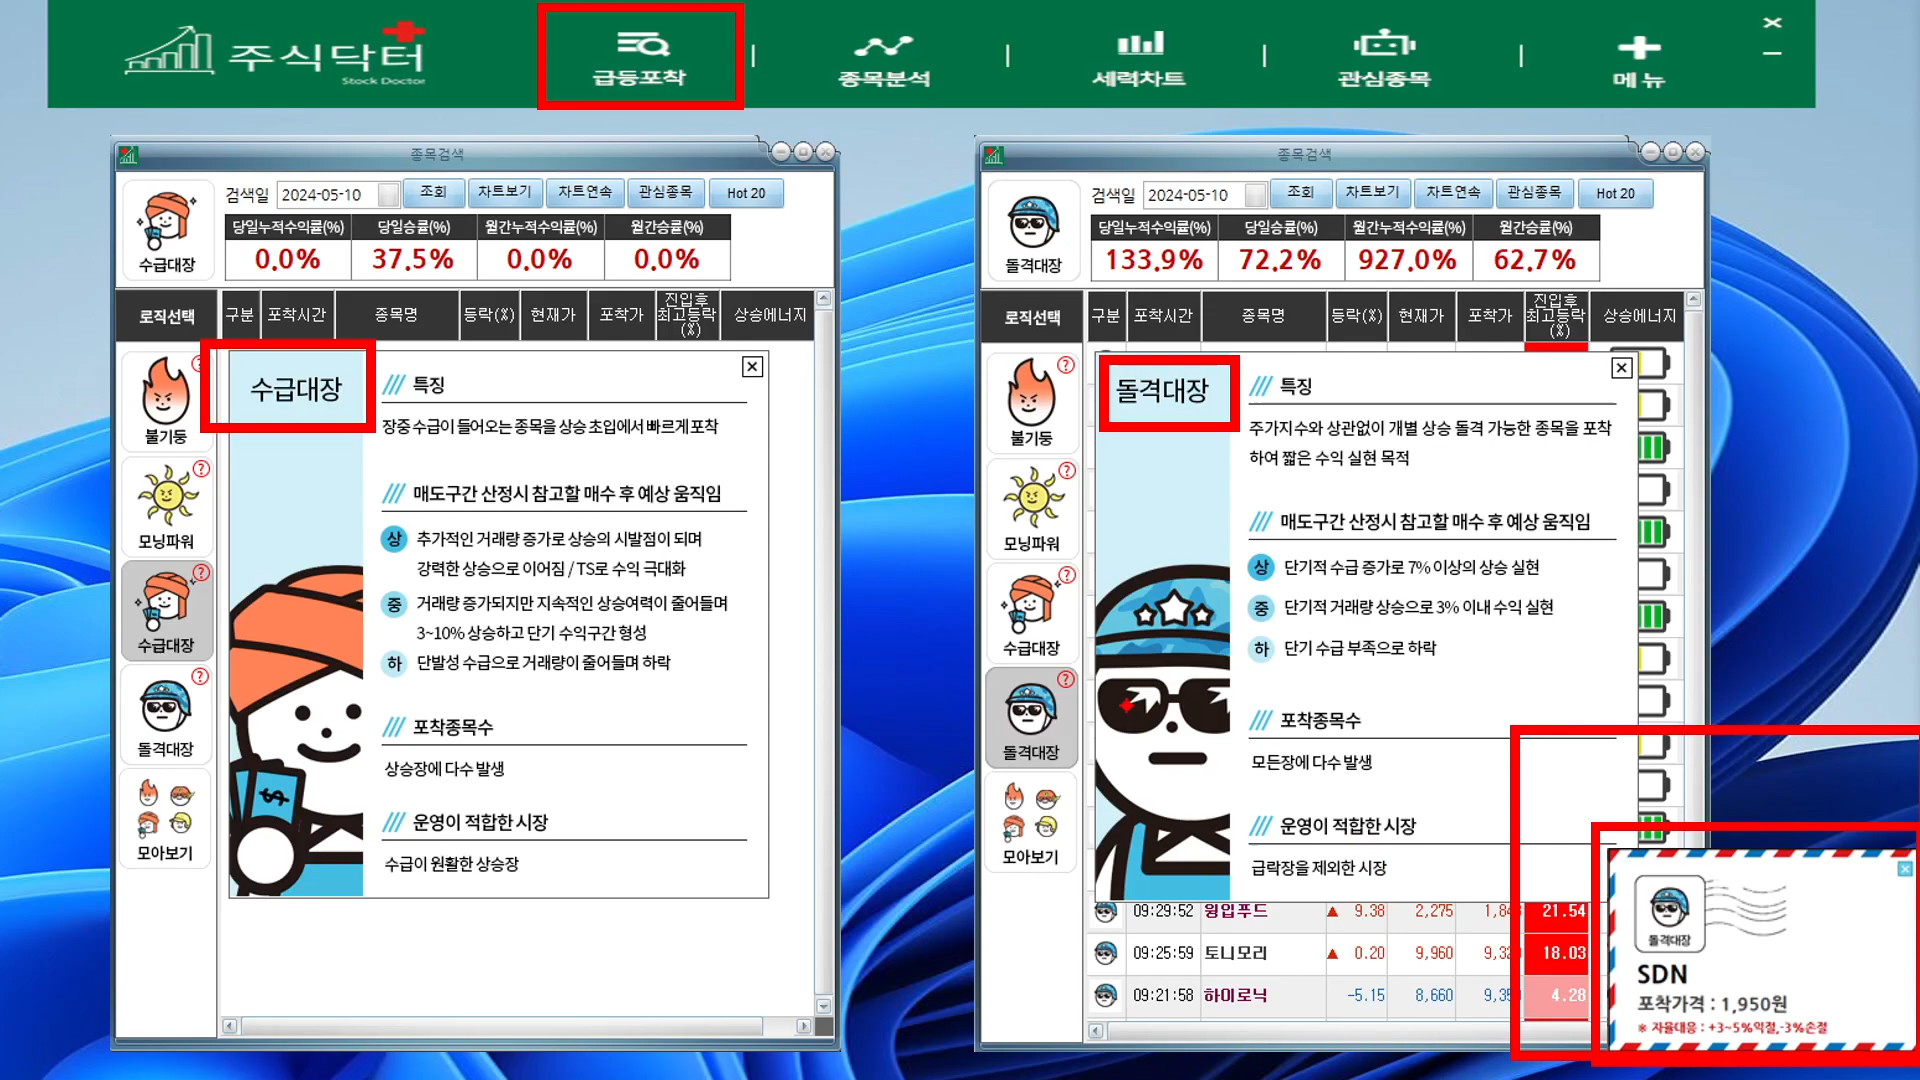 주식닥터
Stock Doctor
급등포착
종목분석
세력차트
관심종목
메뉴
종목검색
수급대장
검색일
2024-05-10
조회
차트보기
차트연속
관심종목
Hot 20
당일누적수익률(%)
당일승률(%)
월간누적수익률(%)
월간승률(%)
0.0%
37.5%
0.0%
0.0%
로직선택
구분
포착시간
종목명
등락(%)
현재가
포착가
진입후
최고등락
(%)
상승에너지
불기둥
모닝파워
수급대장
돌격대장
모아보기
수급대장
특징
장중 수급이 들어오는 종목을 상승 초입에서 빠르게 포착
매도구간 산정시 참고할 매수 후 예상 움직임
상 추가적인 거래량 증가로 상승의 시발점이 되며
강력한 상승으로 이어짐 / TS로 수익 극대화
중 거래량 증가되지만 지속적인 상승여력이 줄어들며
3~10% 상승하고 단기 수익구간 형성
하 단발성 수급으로 거래량이 줄어들며 하락
포착종목수
상승장에 다수 발생
운영이 적합한 시장
수급이 원활한 상승장
종목검색
돌격대장
검색일
2024-05-10
조회
차트보기
차트연속
관심종목
Hot 20
당일누적수익률(%)
당일승률(%)
월간누적수익률(%)
월간승률(%)
133.9%
72.2%
927.0%
62.7%
로직선택
구분
포착시간
종목명
등락(%)
현재가
포착가
진입후
최고등락
(%)
상승에너지
불기둥
모닝파워
수급대장
돌격대장
모아보기
돌격대장
특징
주가지수와 상관없이 개별 상승 돌격 가능한 종목을 포착
하여 짧은 수익 실현 목적
매도구간 산정시 참고할 매수 후 예상 움직임
상 단기적 수급 증가로 7% 이상의 상승 실현
중 단기적 거래량 상승으로 3% 이내 수익 실현
하 단기 수급 부족으로 하락
포착종목수
모든장에 다수 발생
운영이 적합한 시장
급락장을 제외한 시장
09:29:52 윙입푸드 ▲ 9.38 2,275 21.54
09:25:59 토니모리 ▲ 0.20 9,960 18.03
09:21:58 하이로닉 -5.15 8,660 4.28
돌격대장
SDN
포착가격 : 1,950원
※ 자율대응 : +3~5%익절,-3%손절